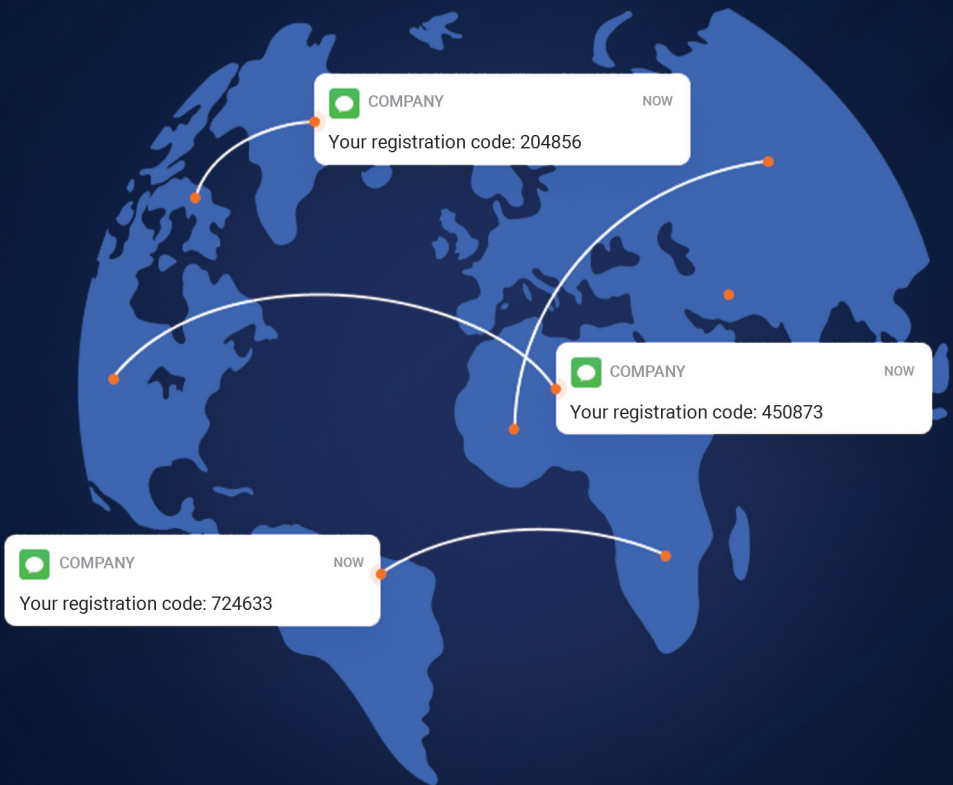 COMPANY NOW
Your registration code: 204856
COMPANY NOW
Your registration code: 450873
COMPANY NOW
Your registration code: 724633